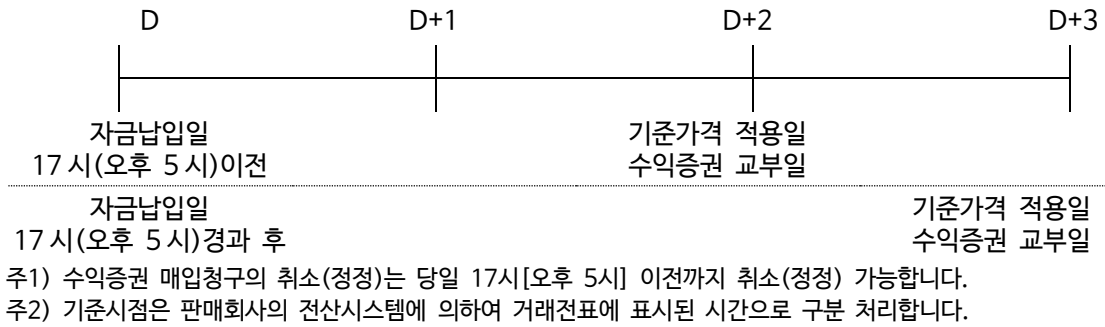 D D+1 D+2 D+3
자금납입일 기준가격 적용일
17시(오후 5시)이전 수익증권 교부일
자금납입일 기준가격 적용일
17시(오후 5시)경과 후 수익증권 교부일
주1) 수익증권 매입청구의 취소(정정)는 당일 17시[오후 5시] 이전까지 취소(정정) 가능합니다.
주2) 기준시점은 판매회사의 전산시스템에 의하여 거래전표에 표시된 시간으로 구분 처리합니다.